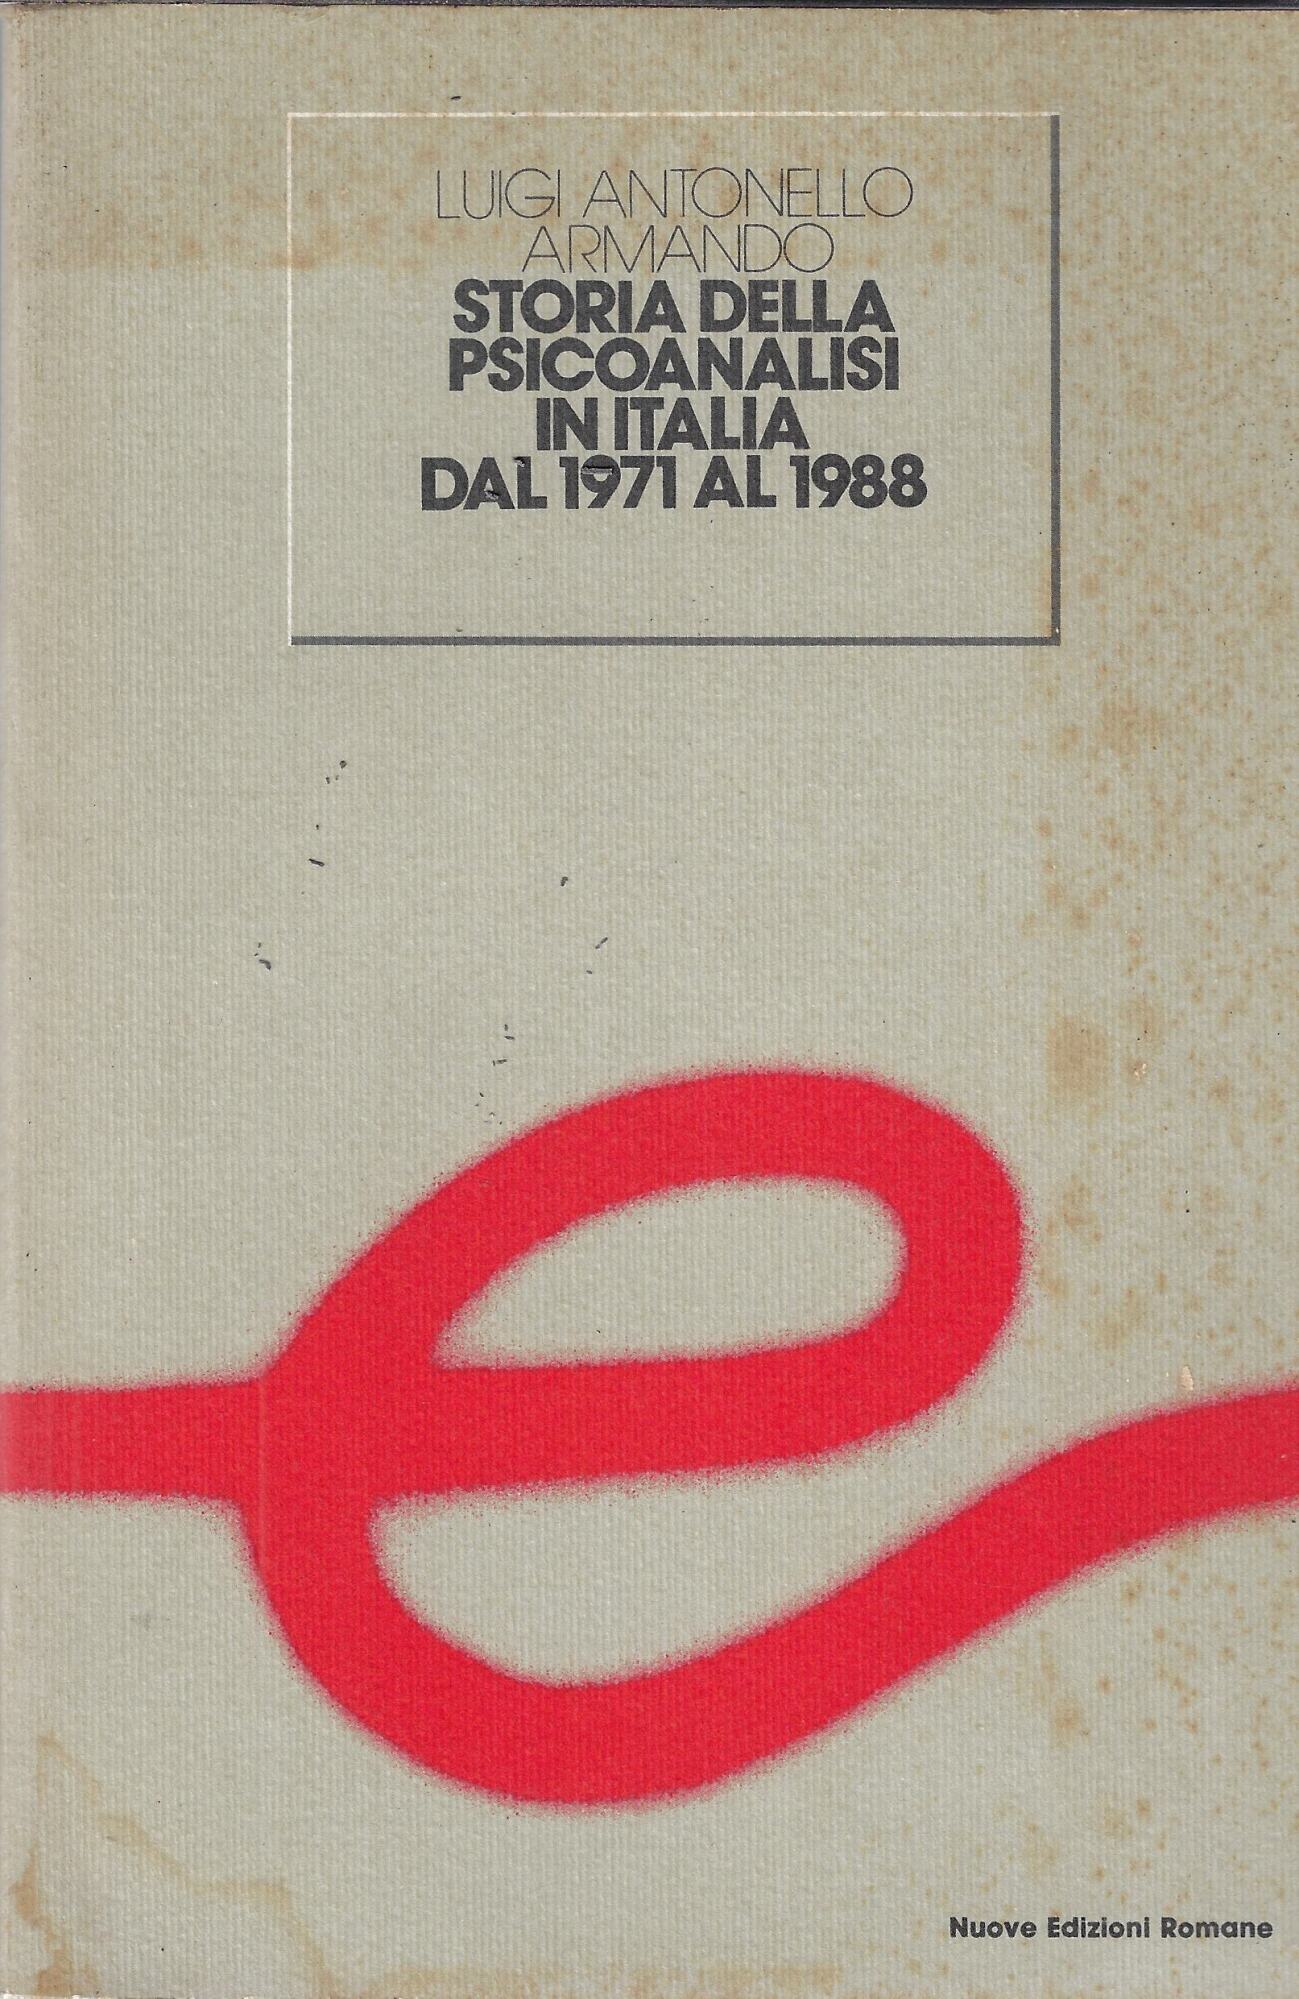 LUIGI ANTONELLO
ARMANDO
STORIA DELLA
PSICOANALISI
IN ITALIA
DAL 1971 AL 1988
e
Nuove Edizioni Romane